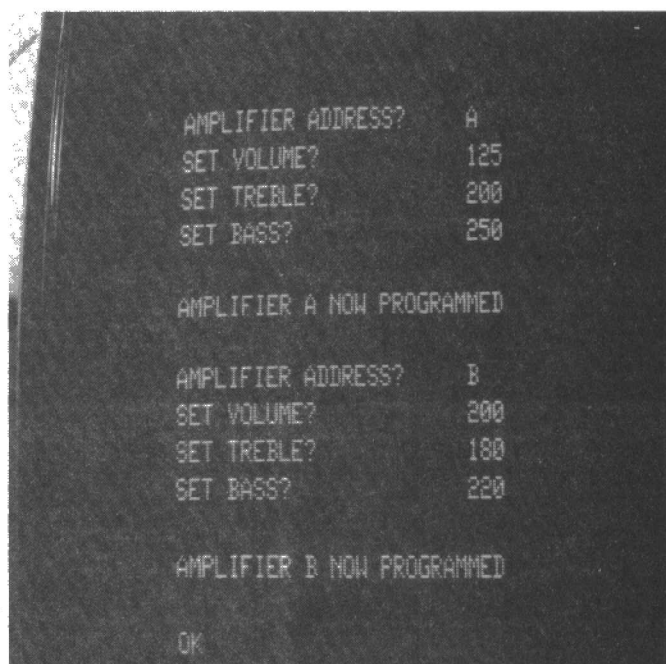 AMPLIFIER ADDRESS? A
SET VOLUME? 125
SET TREBLE? 200
SET BASS? 250
AMPLIFIER A NOW PROGRAMMED
AMPLIFIER ADDRESS? B
SET VOLUME? 200
SET TREBLE? 180
SET BASS? 220
AMPLIFIER B NOW PROGRAMMED
OK